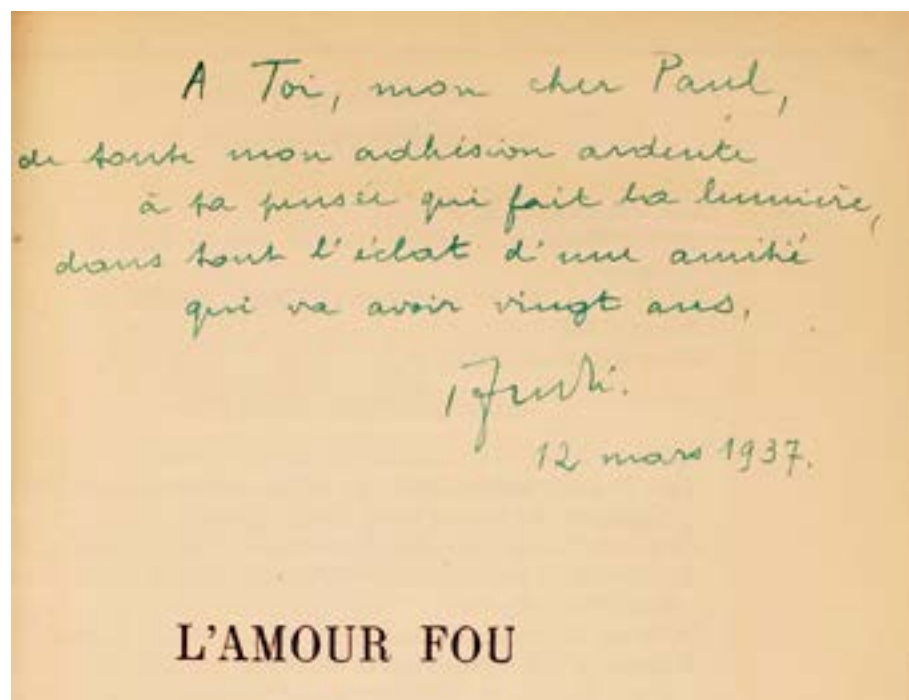 A Toi, mon cher Paul,
de toute mon adhésion ardente
à ta pensée qui fait la lumière,
dans tout l'éclat d'une amitié
qui va avoir vingt ans.
André.
12 mars 1937.
L'AMOUR FOU